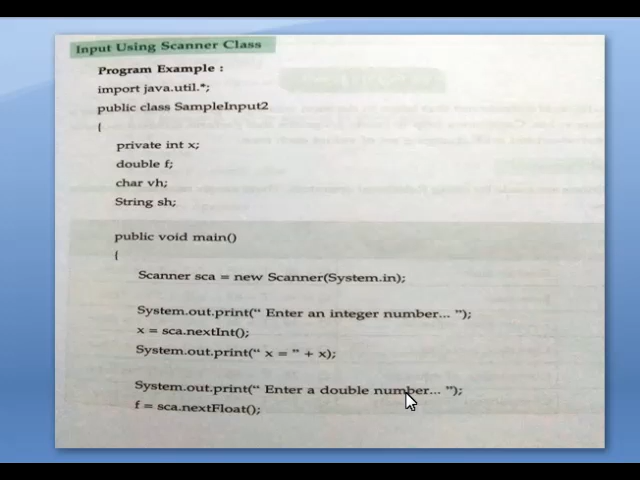 Input Using Scanner Class
Program Example :
import java.util.*;
public class SampleInput2
{
private int x;
double f;
char vh;
String sh;
public void main()
{
Scanner sca = new Scanner(System.in);
System.out.print(“ Enter an integer number... ”);
x = sca.nextInt();
System.out.print(“ x = ” + x);
System.out.print(“ Enter a double number... ”);
f = sca.nextFloat();